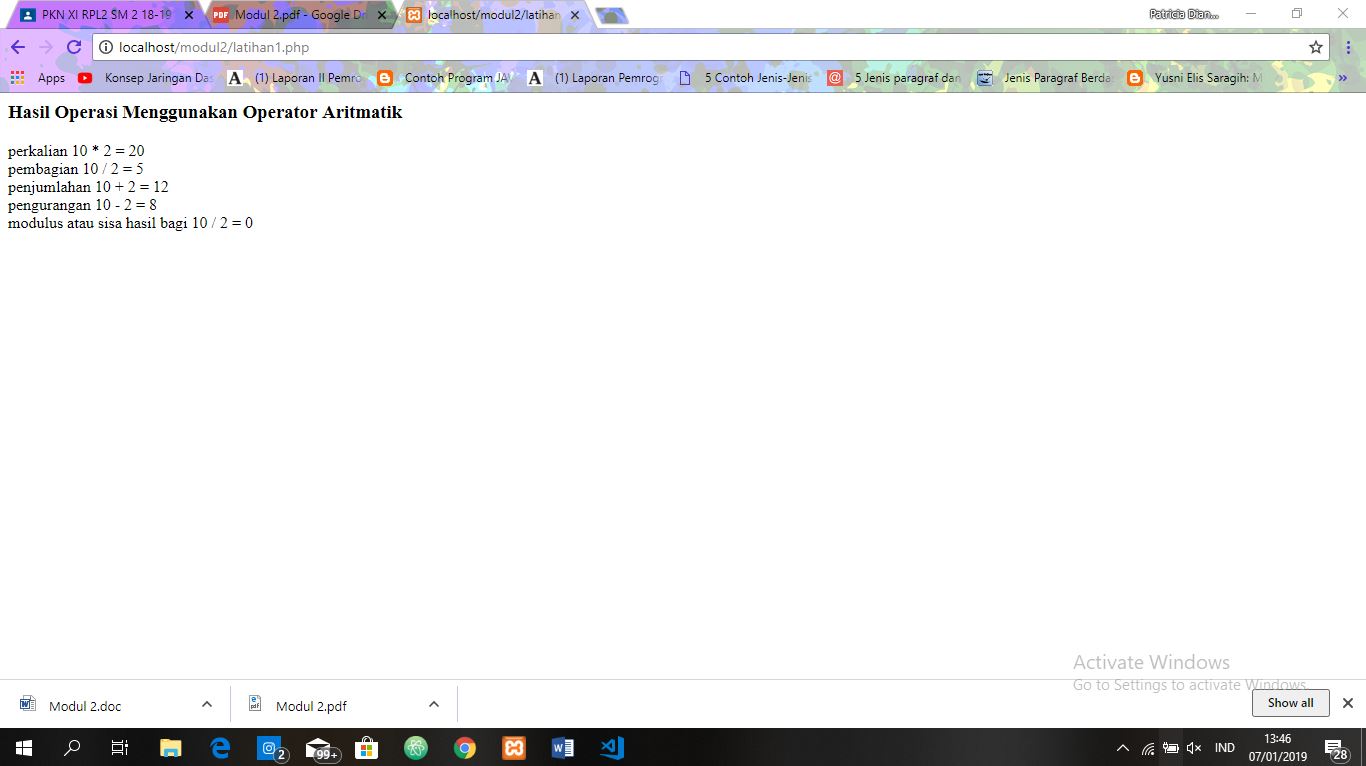 PKN XI RPL2 SM 2 18-19
Modul 2.pdf - Google Dr
localhost/modul2/latihan
Patricia Dian...
localhost/modul2/latihan1.php
Apps
Konsep Jaringan Das
(1) Laporan II Pemro
Contoh Program JAV
(1) Laporan Pemrog
5 Contoh Jenis-Jenis
5 Jenis paragraf dan
Jenis Paragraf Berda
Yusni Elis Saragih: M
Hasil Operasi Menggunakan Operator Aritmatik
perkalian 10 * 2 = 20
pembagian 10 / 2 = 5
penjumlahan 10 + 2 = 12
pengurangan 10 - 2 = 8
modulus atau sisa hasil bagi 10 / 2 = 0
Activate Windows
Go to Settings to activate Windows.
Modul 2.doc
Modul 2.pdf
Show all
2
99+
IND
13:46
07/01/2019
28